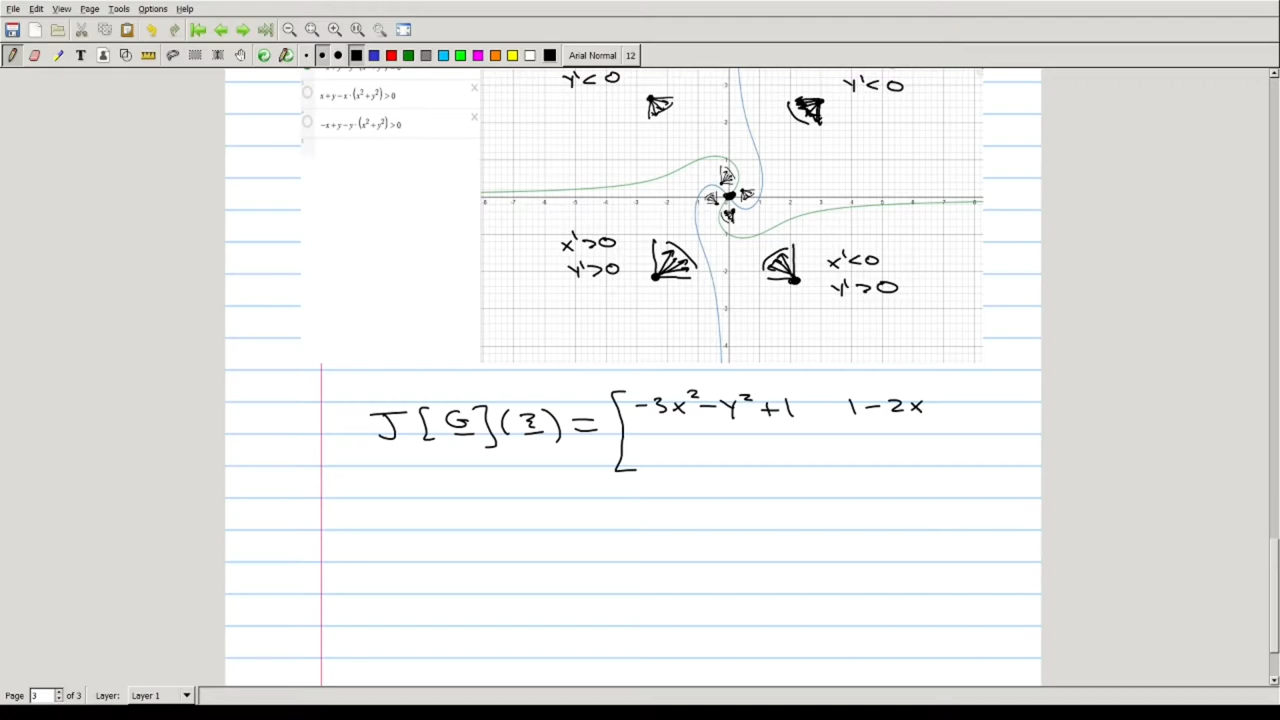 File Edit View Page Tools Options Help
T Arial Normal 12
x+y-x·(x²+y²)>0
-x+y-y·(x²+y²)>0
y'<0 y'<0
x'>0
y'>0
x'<0
y'>0
J[G](z) = [-3x²-y²+1 1-2x
Page 3 of 3 Layer: Layer 1